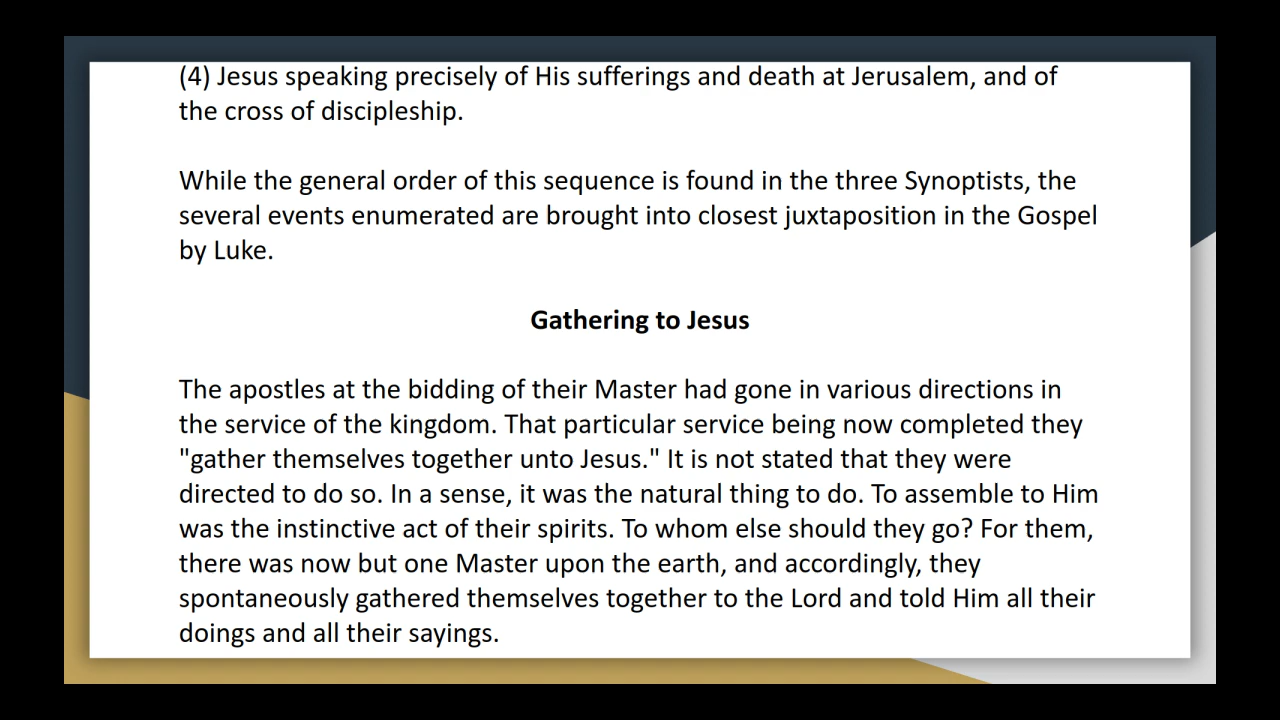 (4) Jesus speaking precisely of His sufferings and death at Jerusalem, and of
the cross of discipleship.
While the general order of this sequence is found in the three Synoptists, the
several events enumerated are brought into closest juxtaposition in the Gospel
by Luke.
Gathering to Jesus
The apostles at the bidding of their Master had gone in various directions in
the service of the kingdom. That particular service being now completed they
"gather themselves together unto Jesus." It is not stated that they were
directed to do so. In a sense, it was the natural thing to do. To assemble to Him
was the instinctive act of their spirits. To whom else should they go? For them,
there was now but one Master upon the earth, and accordingly, they
spontaneously gathered themselves together to the Lord and told Him all their
doings and all their sayings.